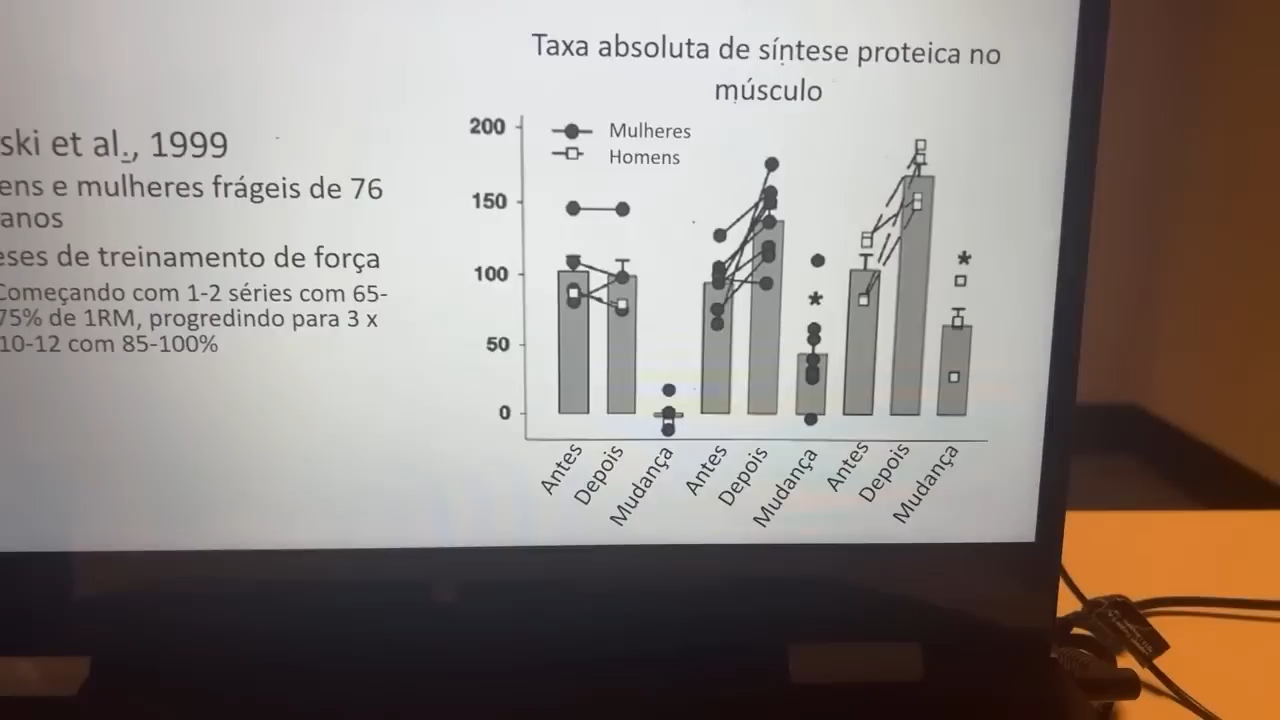 Taxa absoluta de síntese proteica no
músculo
ski et al., 1999
ens e mulheres frágeis de 76
anos
eses de treinamento de força
Começando com 1-2 séries com 65-
75% de 1RM, progredindo para 3 x
10-12 com 85-100%
200
150
100
50
0
Mulheres
Homens
*
*
Antes
Depois
Mudança
Antes
Depois
Mudança
Antes
Depois
Mudança